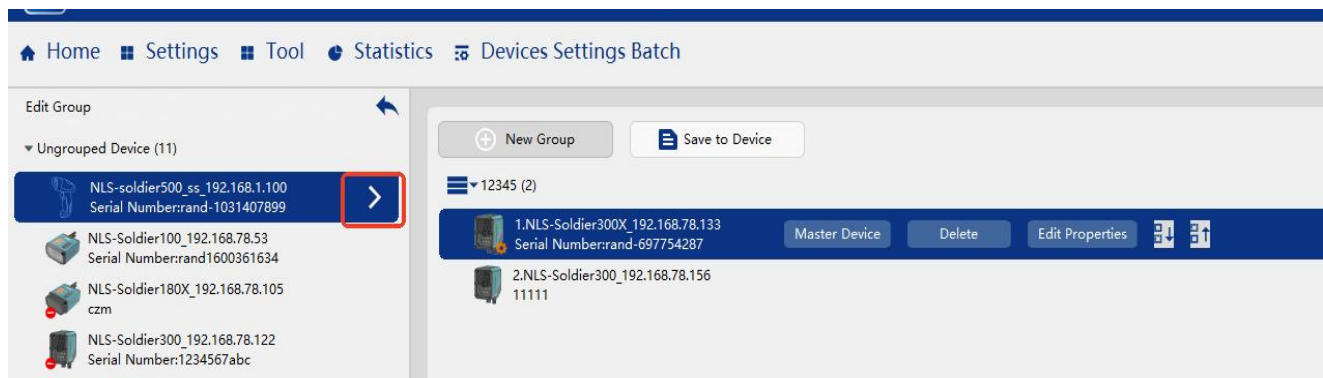 Home Settings Tool Statistics Devices Settings Batch
Edit Group
Ungrouped Device (11)
NLS-soldier500_ss_192.168.1.100
Serial Number:rand-1031407899
NLS-Soldier100_192.168.78.53
Serial Number:rand1600361634
NLS-Soldier180X_192.168.78.105
czm
NLS-Soldier300_192.168.78.122
Serial Number:1234567abc
New Group Save to Device
12345 (2)
1.NLS-Soldier300X_192.168.78.133
Serial Number:rand-697754287
Master Device Delete Edit Properties
2.NLS-Soldier300_192.168.78.156
11111